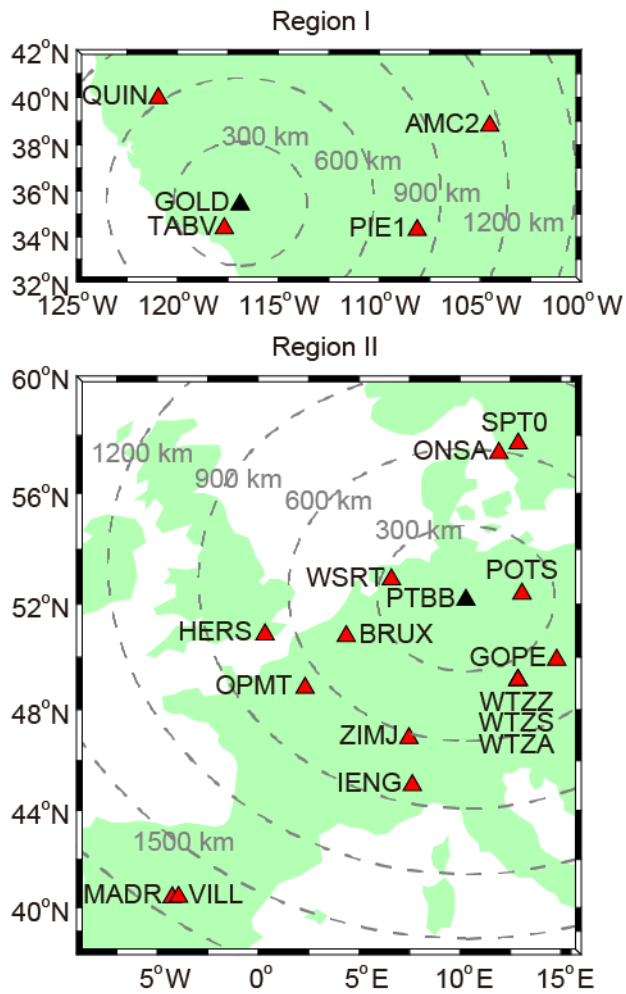 Region I
42°N
40°N
38°N
36°N
34°N
32°N
QUIN
AMC2
300 km
600 km
900 km
1200 km
GOLD
TABV
PIE1
125°W
120°W
115°W
110°W
105°W
100°W
Region II
60°N
56°N
52°N
48°N
44°N
40°N
SPT0
ONSA
1200 km
900 km
600 km
300 km
WSRT
PTBB
POTS
HERS
BRUX
GOPE
OPMT
WTZZ
WTZS
WTZA
ZIMJ
IENG
1500 km
MADR
VILL
5°W
0°
5°E
10°E
15°E